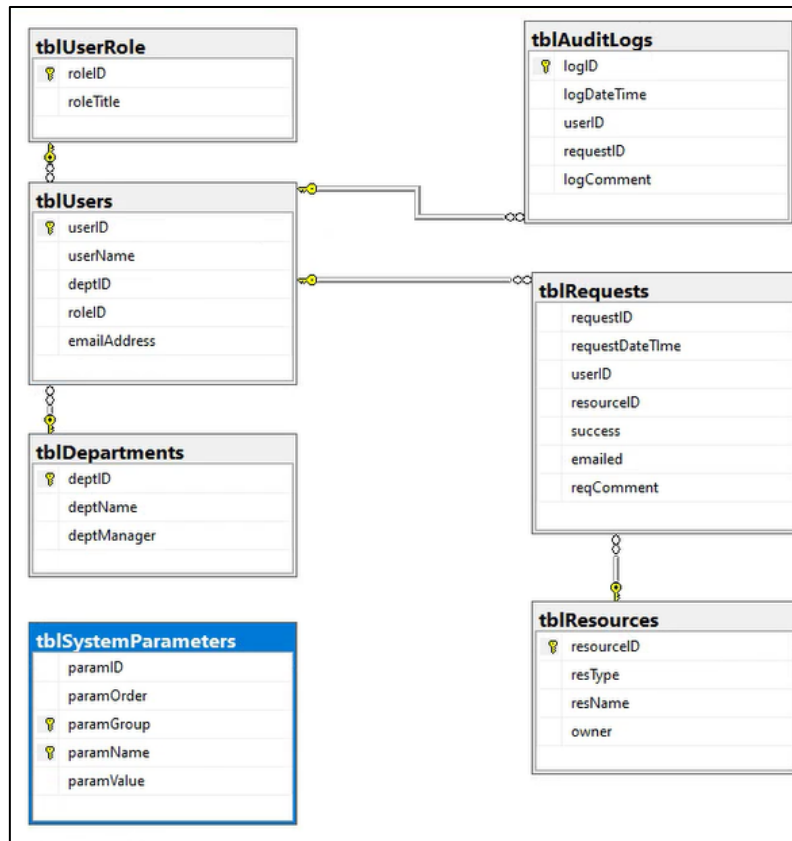 tblUserRole
roleID
roleTitle
tblUsers
userID
userName
deptID
roleID
emailAddress
tblDepartments
deptID
deptName
deptManager
tblSystemParameters
paramID
paramOrder
paramGroup
paramName
paramValue
tblAuditLogs
logID
logDateTime
userID
requestID
logComment
tblRequests
requestID
requestDateTIme
userID
resourceID
success
emailed
reqComment
tblResources
resourceID
resType
resName
owner